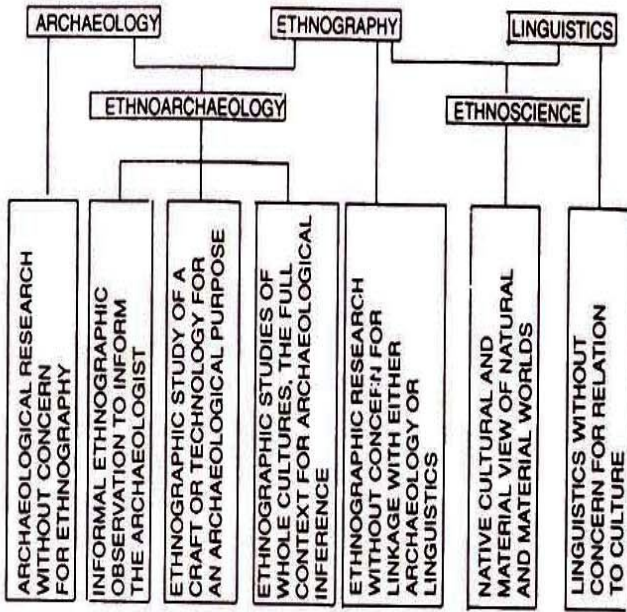 ARCHAEOLOGY
ETHNOGRAPHY
LINGUISTICS
ETHNOARCHAEOLOGY
ETHNOSCIENCE
ARCHAEOLOGICAL RESEARCH
WITHOUT CONCERN
FOR ETHNOGRAPHY
INFORMAL ETHNOGRAPHIC
OBSERVATION TO INFORM
THE ARCHAEOLOGIST
ETHNOGRAPHIC STUDY OF A
CRAFT OR TECHNOLOGY FOR
AN ARCHAEOLOGICAL PURPOSE
ETHNOGRAPHIC STUDIES OF
WHOLE CULTURES, THE FULL
CONTEXT FOR ARCHAEOLOGICAL
INFERENCE
ETHNOGRAPHIC RESEARCH
WITHOUT CONCERN FOR
LINKAGE WITH EITHER
ARCHAEOLOGY OR
LINGUISTICS
NATIVE CULTURAL AND
MATERIAL VIEW OF NATURAL
AND MATERIAL WORLDS
LINGUISTICS WITHOUT
CONCERN FOR RELATION
TO CULTURE